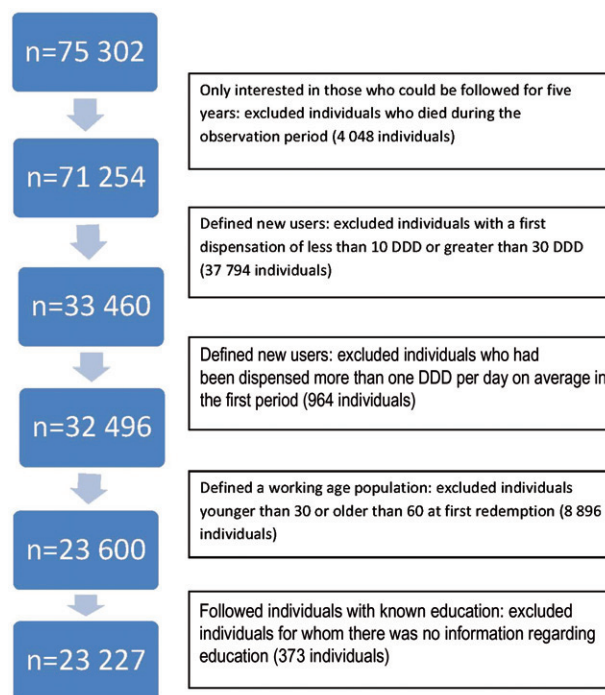 n=75 302
Only interested in those who could be followed for five
years: excluded individuals who died during the
observation period (4 048 individuals)
n=71 254
Defined new users: excluded individuals with a first
dispensation of less than 10 DDD or greater than 30 DDD
(37 794 individuals)
n=33 460
Defined new users: excluded individuals who had
been dispensed more than one DDD per day on average in
the first period (964 individuals)
n=32 496
Defined a working age population: excluded individuals
younger than 30 or older than 60 at first redemption (8 896
individuals)
n=23 600
Followed individuals with known education: excluded
individuals for whom there was no information regarding
education (373 individuals)
n=23 227